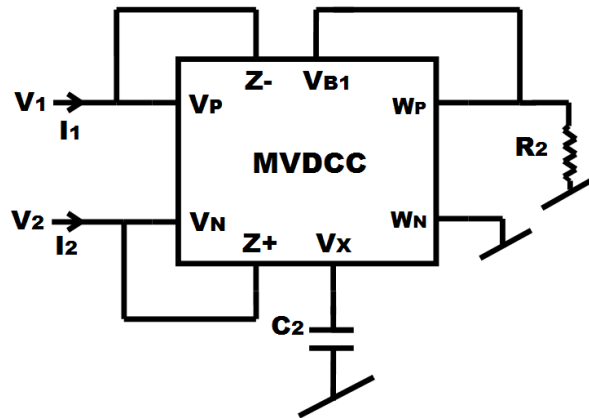 Z- VB1
V1 VP WP
I1
R2
MVDCC
V2 VN WN
I2 Z+ VX
C2